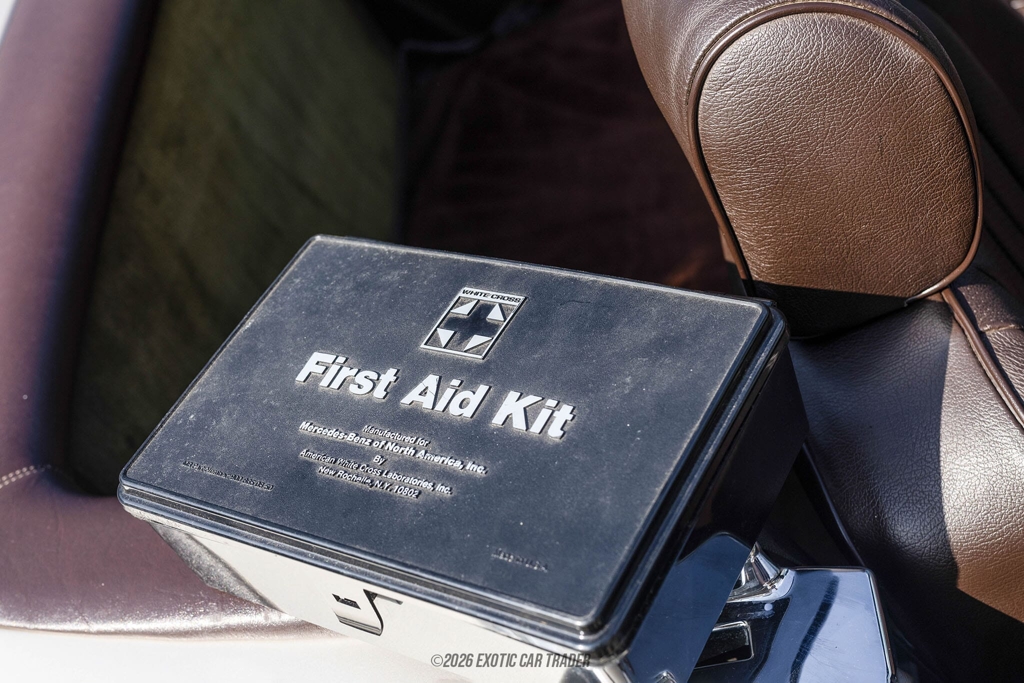 WHITE CROSS
First Aid Kit
Manufactured for
Mercedes-Benz of North America, Inc.
By
American White Cross Laboratories, Inc.
New Rochelle, N.Y. 10802
©2026 EXOTIC CAR TRADER